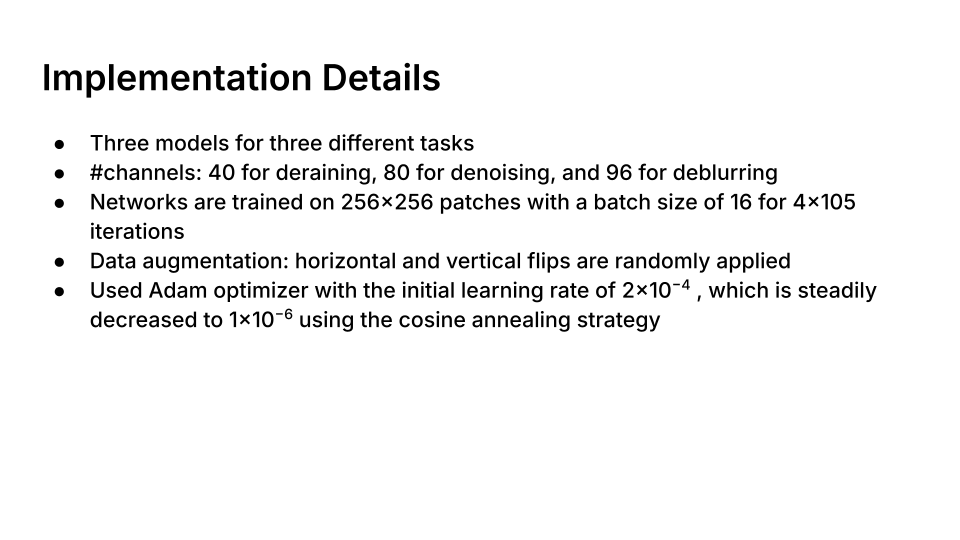 Implementation Details
● Three models for three different tasks
● #channels: 40 for deraining, 80 for denoising, and 96 for deblurring
● Networks are trained on 256×256 patches with a batch size of 16 for 4×105
iterations
● Data augmentation: horizontal and vertical flips are randomly applied
● Used Adam optimizer with the initial learning rate of 2×10⁻⁴ , which is steadily
decreased to 1×10⁻⁶ using the cosine annealing strategy